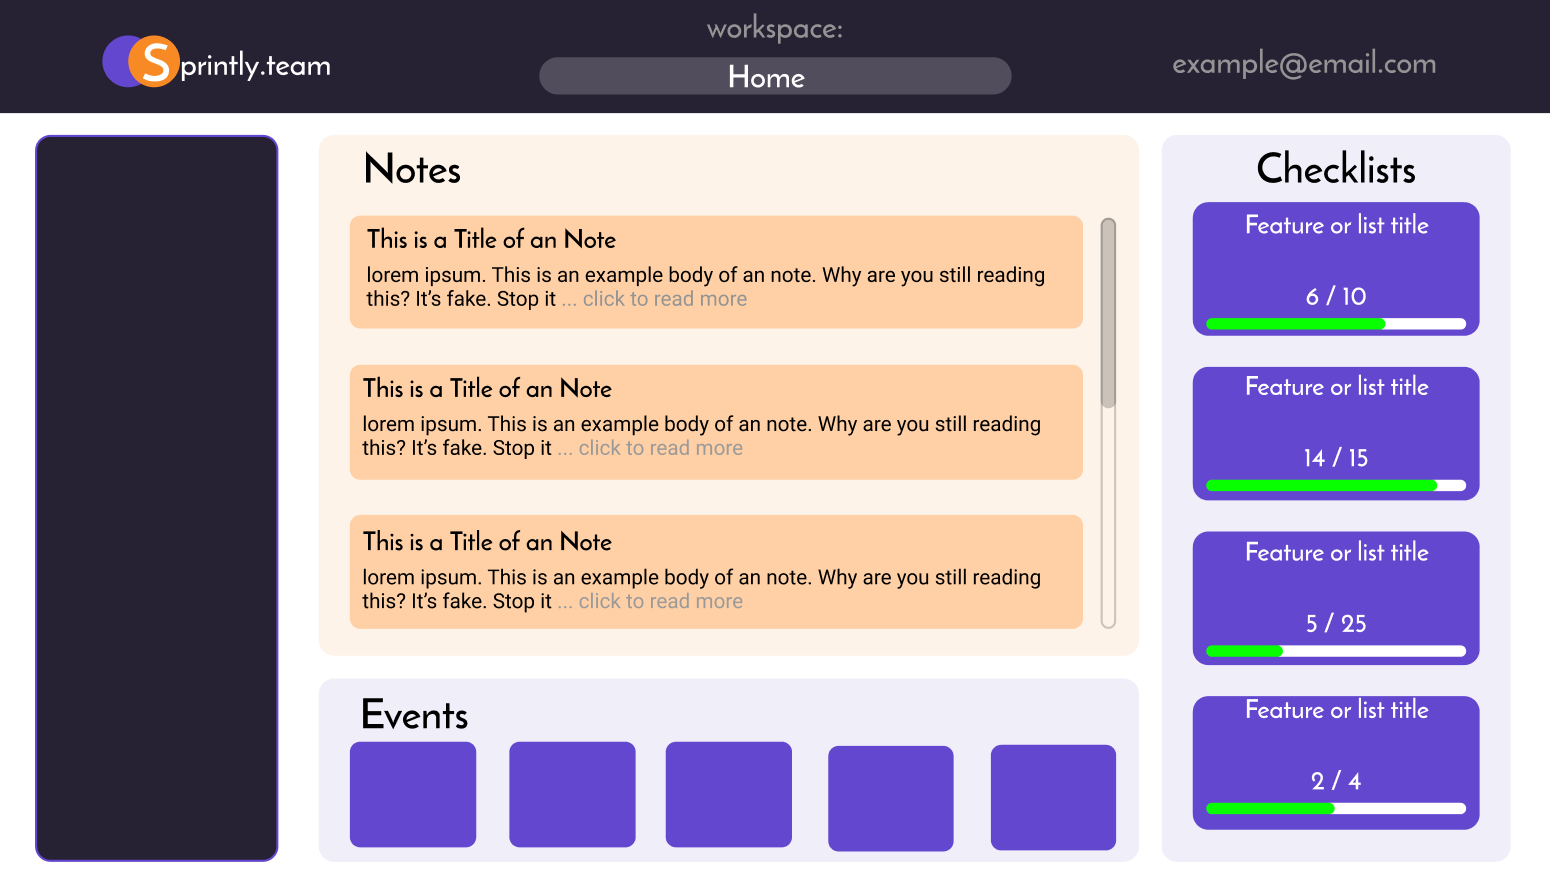 Sprintly.team
workspace:
Home
example@email.com
Notes
This is a Title of an Note
lorem ipsum. This is an example body of an note. Why are you still reading
this? It’s fake. Stop it ... click to read more
This is a Title of an Note
lorem ipsum. This is an example body of an note. Why are you still reading
this? It’s fake. Stop it ... click to read more
This is a Title of an Note
lorem ipsum. This is an example body of an note. Why are you still reading
this? It’s fake. Stop it ... click to read more
Events
Checklists
Feature or list title
6 / 10
Feature or list title
14 / 15
Feature or list title
5 / 25
Feature or list title
2 / 4